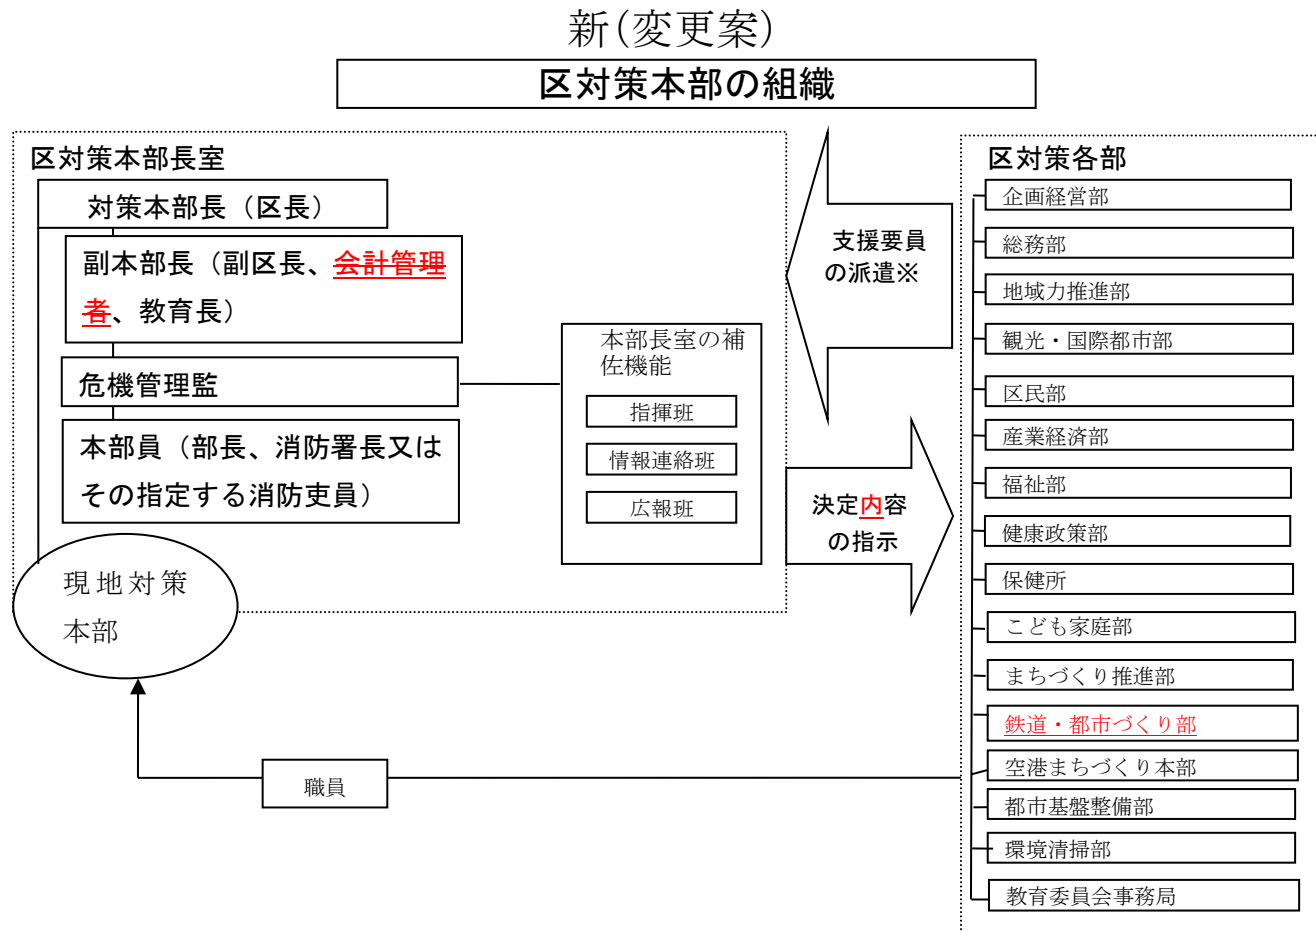 新(変更案)
区対策本部の組織
区対策本部長室
対策本部長（区長）
副本部長（副区長、会計管理
者、教育長）
危機管理監
本部員（部長、消防署長又は
その指定する消防吏員）
現地対策
本部
本部長室の補
佐機能
指揮班
情報連絡班
広報班
支援要員
の派遣※
決定内容
の指示
職員
区対策各部
企画経営部
総務部
地域力推進部
観光・国際都市部
区民部
産業経済部
福祉部
健康政策部
保健所
こども家庭部
まちづくり推進部
鉄道・都市づくり部
空港まちづくり本部
都市基盤整備部
環境清掃部
教育委員会事務局